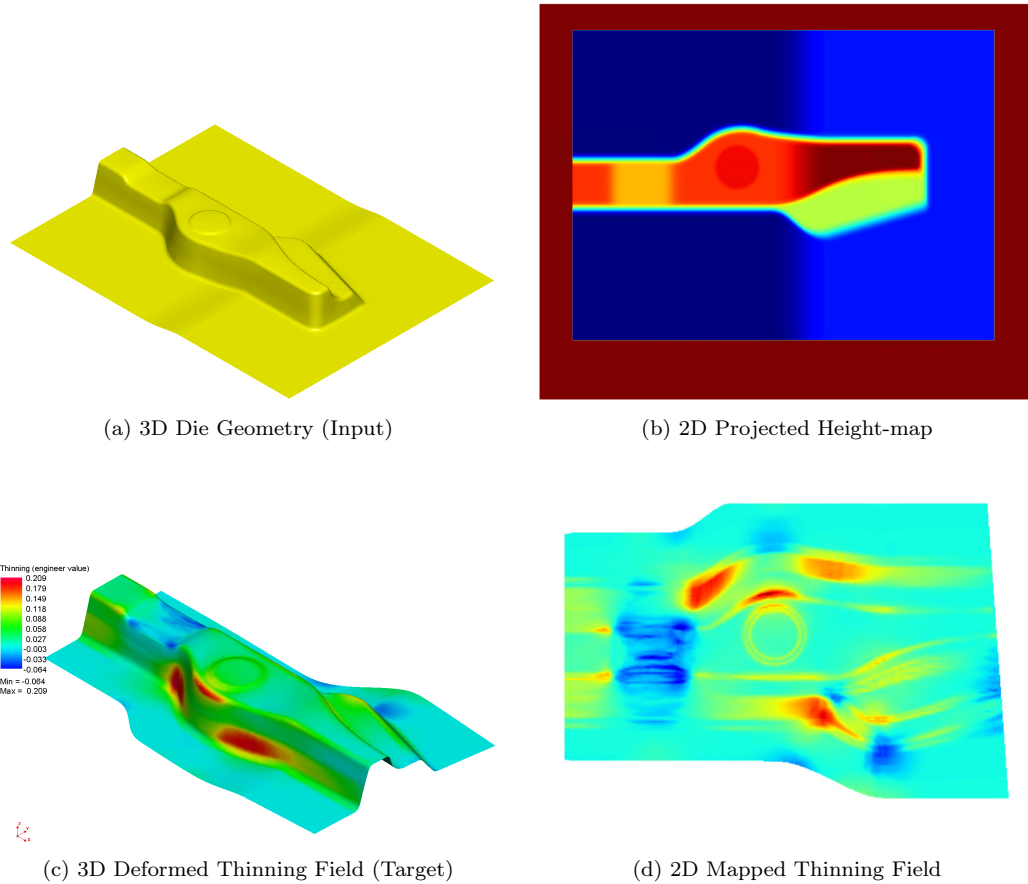 (a) 3D Die Geometry (Input)
(b) 2D Projected Height-map
Thinning (engineer value)
0.209
0.179
0.149
0.118
0.088
0.058
0.027
-0.003
-0.033
-0.064
Min = -0.064
Max = 0.209
Z
Y
X
(c) 3D Deformed Thinning Field (Target)
(d) 2D Mapped Thinning Field